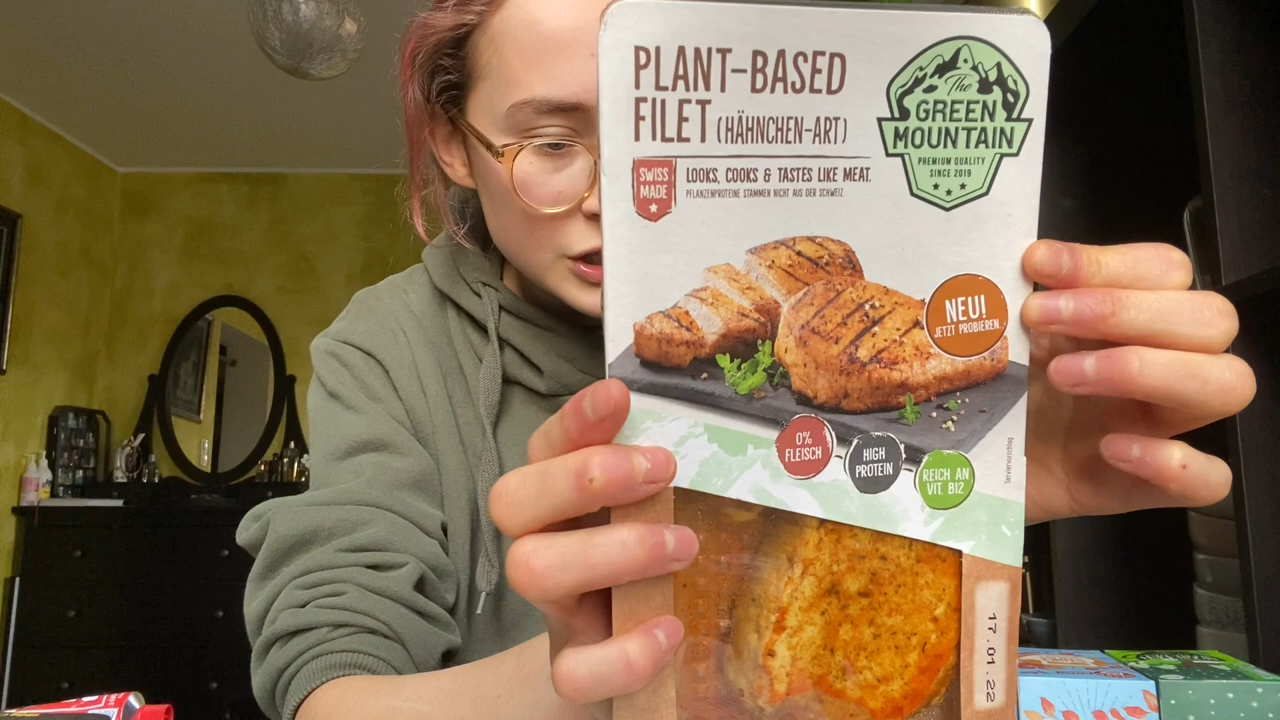 PLANT-BASED
FILET (HÄHNCHEN-ART)
SWISS
MADE
LOOKS, COOKS & TASTES LIKE MEAT.
PFLANZENPROTEINE STAMMEN NICHT AUS DER SCHWEIZ.
The
GREEN
MOUNTAIN
PREMIUM QUALITY
SINCE 2019
NEU!
JETZT PROBIEREN.
0%
FLEISCH
HIGH
PROTEIN
REICH AN
VIT. B12
Serviervorschlag
17.01.22